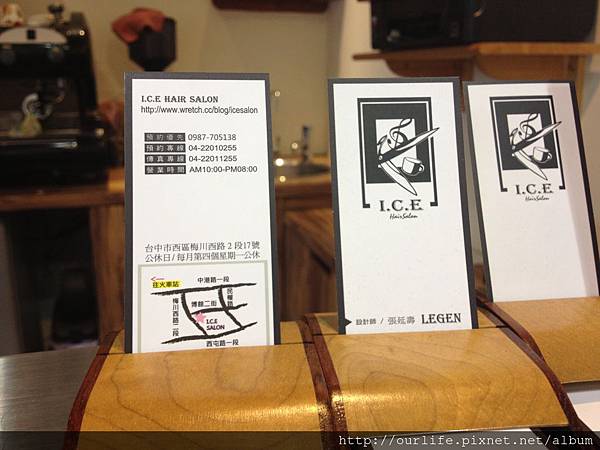 I.C.E HAIR SALON
http://www.wretch.cc/blog/icesalon
預約優先 0987-705138
預約專線 04-22010255
傳真專線 04-22011255
營業時間 AM10:00-PM08:00
台中市西區梅川西路2段17號
公休日/每月第四個星期一公休
往火車站
中港路一段
梅川西路二段
博館二街
民權路
I.C.E
SALON
西屯路一段
I.C.E
HairSalon
設計師 / 張延壽 LEGEN
I.C.E
HairSalon
http://ourlife.pixnet.net/album